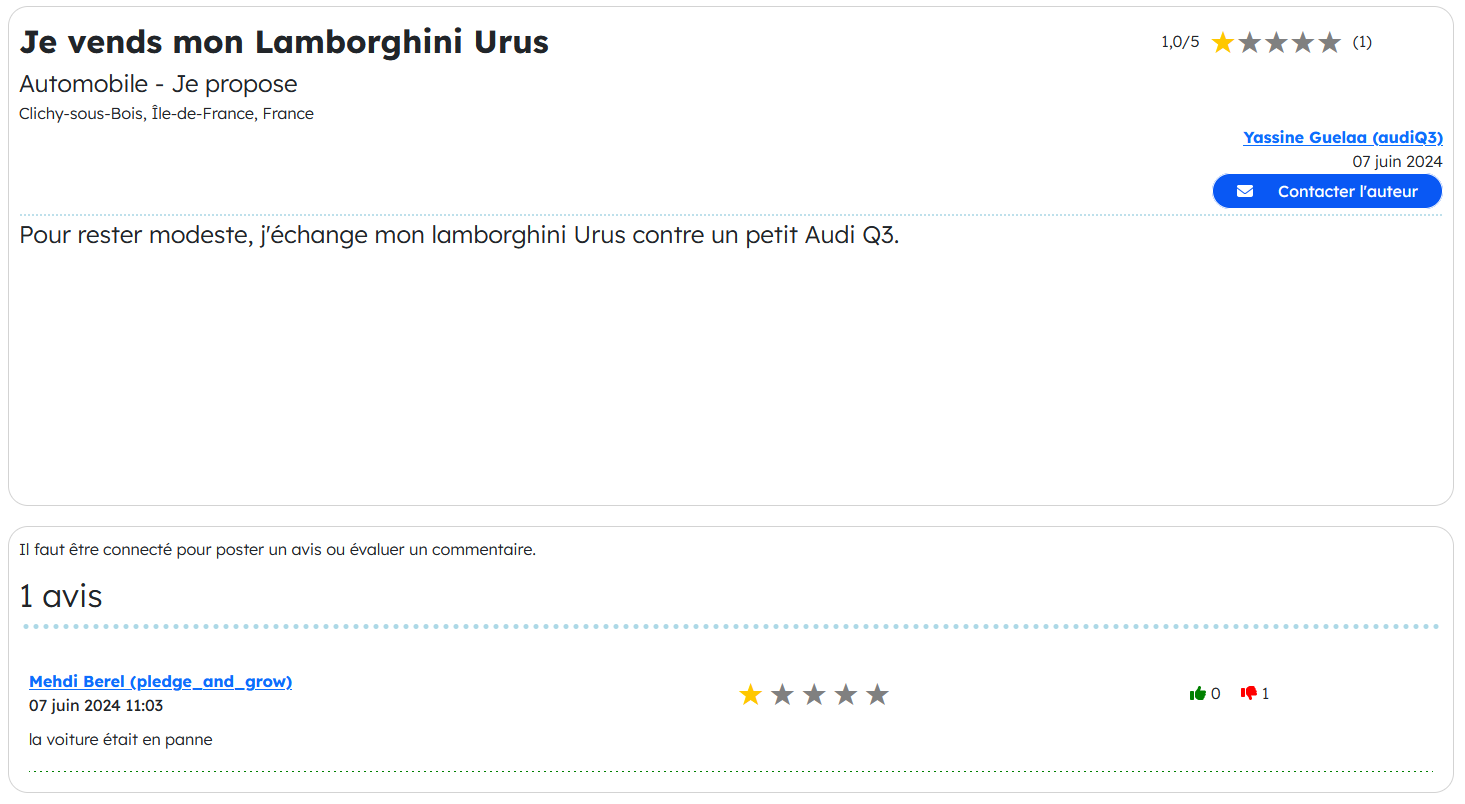 Je vends mon Lamborghini Urus
1,0/5 (1)
Automobile - Je propose
Clichy-sous-Bois, Île-de-France, France
Yassine Guelaa (audiQ3)
07 juin 2024
Contacter l'auteur
Pour rester modeste, j'échange mon lamborghini Urus contre un petit Audi Q3.
Il faut être connecté pour poster un avis ou évaluer un commentaire.
1 avis
Mehdi Berel (pledge_and_grow)
07 juin 2024 11:03
0 1
la voiture était en panne